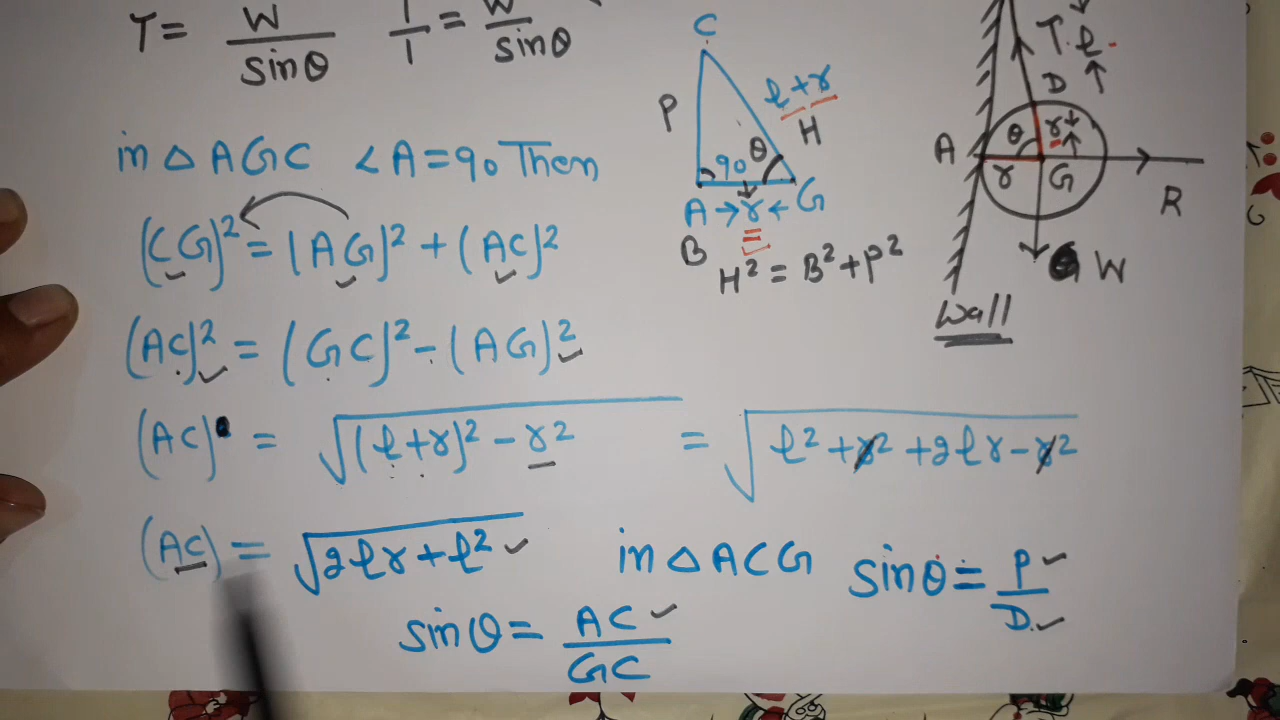 T = W / sinθ   1/1 = W / sinθ
in △ AGC ∠A = 90 Then
(CG)² = (AG)² + (AC)²
(AC)² = (GC)² - (AG)²
(AC) = √(ℓ+r)² - r² = √ℓ² + r² + 2ℓr - r²
(AC) = √2ℓr + ℓ²
in △ ACG sinθ = P / D
sinθ = AC / GC
C
P
ℓ + r
H
90 θ
A → r ← G
B
H² = B² + P²
T ℓ
D
θ r
A
r G
R
W
Wall